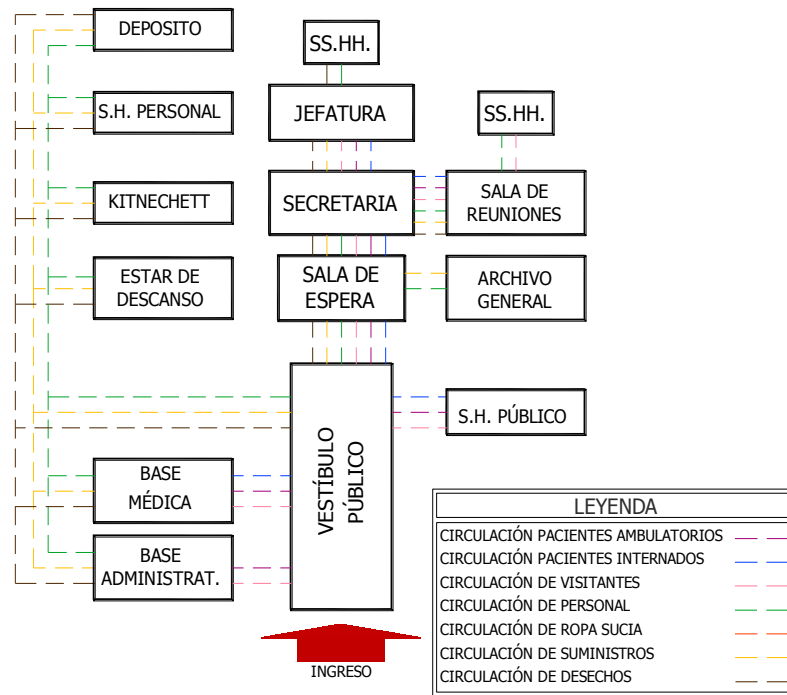 DEPOSITO
SS.HH.
S.H. PERSONAL
JEFATURA
SS.HH.
KITNECHETT
SECRETARIA
SALA DE
REUNIONES
ESTAR DE
DESCANSO
SALA DE
ESPERA
ARCHIVO
GENERAL
VESTÍBULO
PÚBLICO
S.H. PÚBLICO
BASE
MÉDICA
BASE
ADMINISTRAT.
INGRESO
LEYENDA
CIRCULACIÓN PACIENTES AMBULATORIOS
CIRCULACIÓN PACIENTES INTERNADOS
CIRCULACIÓN DE VISITANTES
CIRCULACIÓN DE PERSONAL
CIRCULACIÓN DE ROPA SUCIA
CIRCULACIÓN DE SUMINISTROS
CIRCULACIÓN DE DESECHOS